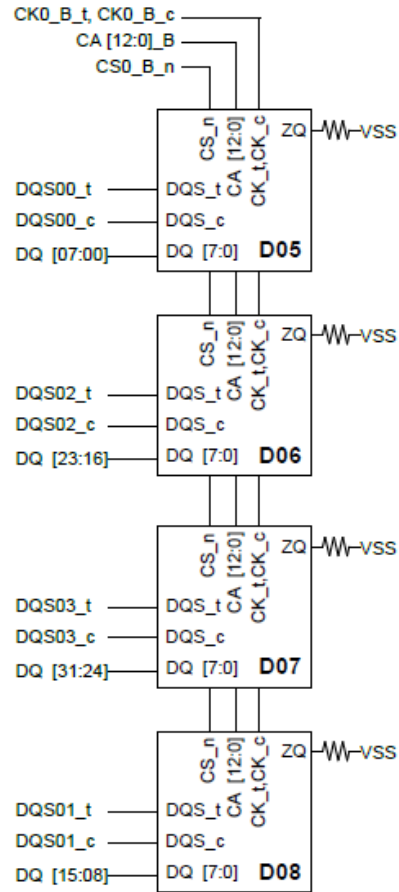 CK0_B_t, CK0_B_c
CA [12:0]_B
CS0_B_n
CS_n
CA [12:0]
CK_t,CK_c
ZQ
VSS
DQS00_t
DQS_t
DQS00_c
DQS_c
DQ [07:00]
DQ [7:0]
D05
CS_n
CA [12:0]
CK_t,CK_c
ZQ
VSS
DQS02_t
DQS_t
DQS02_c
DQS_c
DQ [23:16]
DQ [7:0]
D06
CS_n
CA [12:0]
CK_t,CK_c
ZQ
VSS
DQS03_t
DQS_t
DQS03_c
DQS_c
DQ [31:24]
DQ [7:0]
D07
CS_n
CA [12:0]
CK_t,CK_c
ZQ
VSS
DQS01_t
DQS_t
DQS01_c
DQS_c
DQ [15:08]
DQ [7:0]
D08